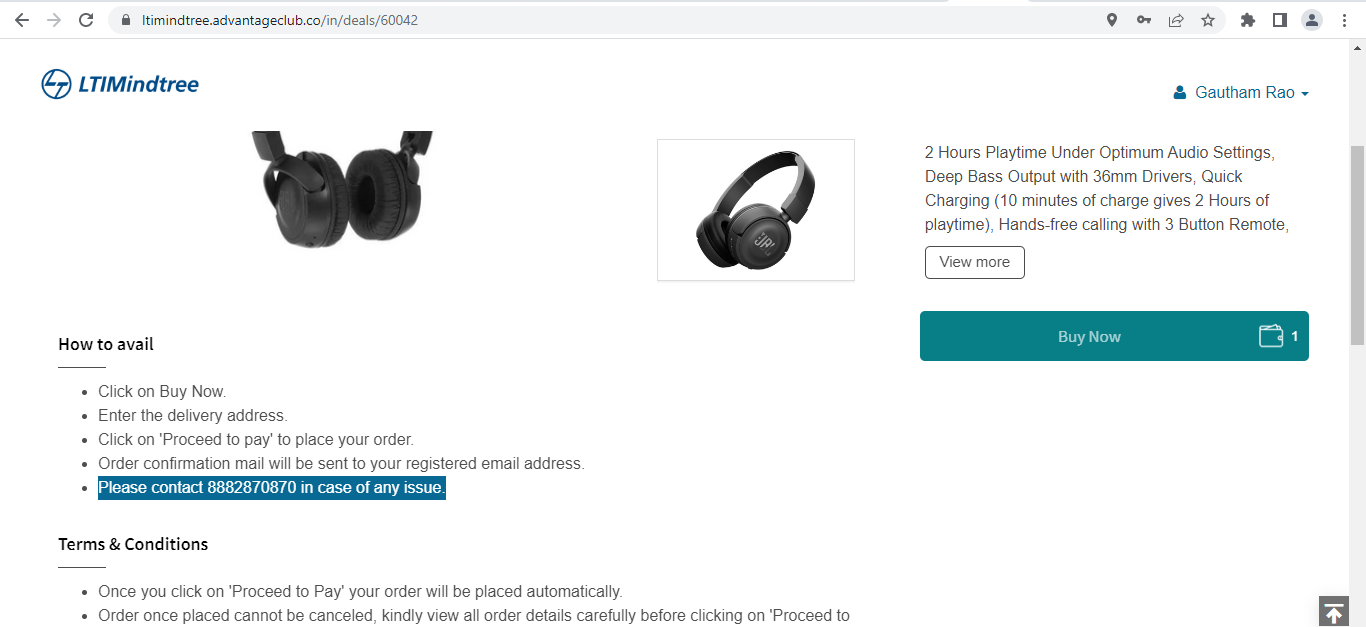 ltimindtree.advantageclub.co/in/deals/60042
LTIMindtree
Gautham Rao
2 Hours Playtime Under Optimum Audio Settings,
Deep Bass Output with 36mm Drivers, Quick
Charging (10 minutes of charge gives 2 Hours of
playtime), Hands-free calling with 3 Button Remote,
View more
JBL
Buy Now 1
How to avail
Click on Buy Now.
Enter the delivery address.
Click on 'Proceed to pay' to place your order.
Order confirmation mail will be sent to your registered email address.
Please contact 8882870870 in case of any issue.
Terms & Conditions
Once you click on 'Proceed to Pay' your order will be placed automatically.
Order once placed cannot be canceled, kindly view all order details carefully before clicking on 'Proceed to